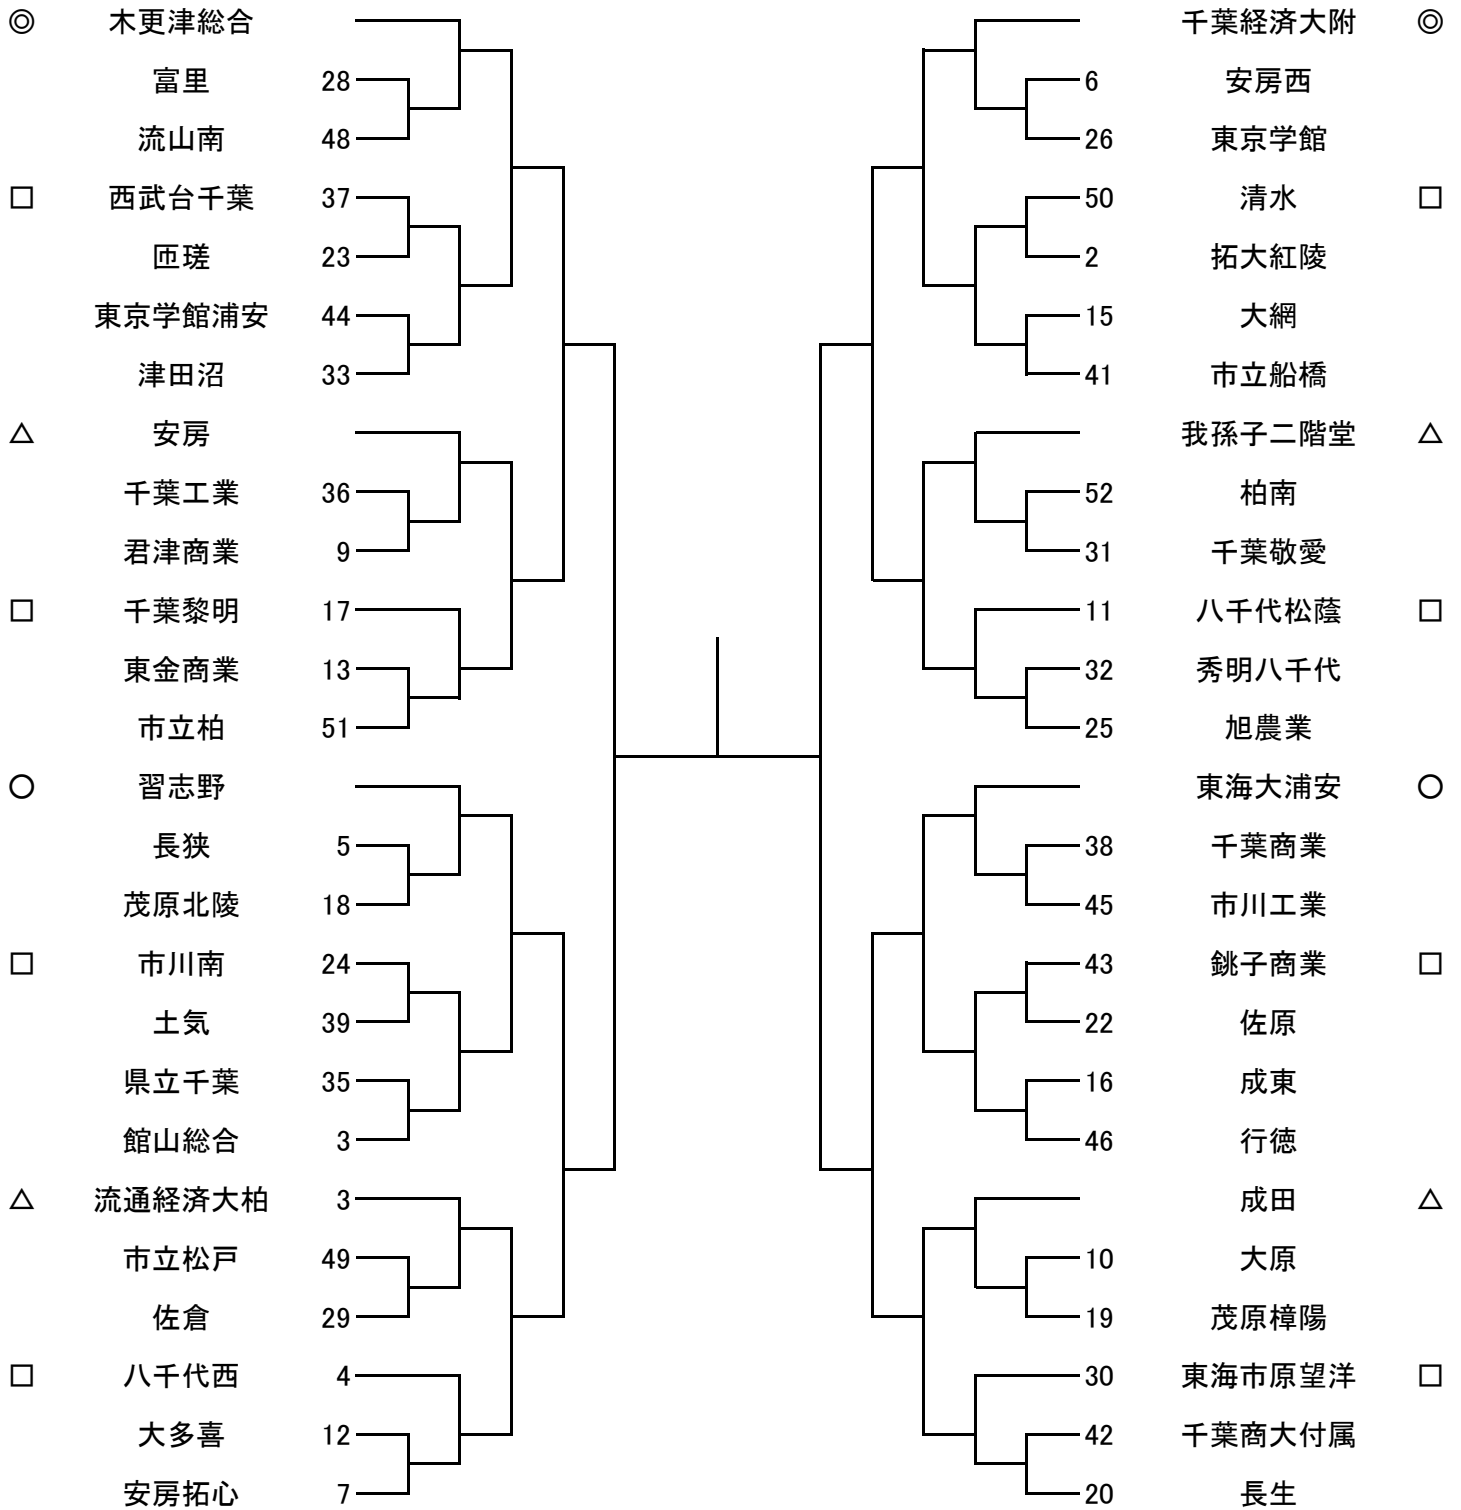 ◎ 木更津総合
富里 28
流山南 48
□ 西武台千葉 37
匝瑳 23
東京学館浦安 44
津田沼 33
△ 安房
千葉工業 36
君津商業 9
□ 千葉黎明 17
東金商業 13
市立柏 51
○ 習志野
長狭 5
茂原北陵 18
□ 市川南 24
土気 39
県立千葉 35
館山総合 3
△ 流通経済大柏 3
市立松戸 49
佐倉 29
□ 八千代西 4
大多喜 12
安房拓心 7
千葉経済大附 ◎
6 安房西
26 東京学館
50 清水 □
2 拓大紅陵
15 大網
41 市立船橋
我孫子二階堂 △
52 柏南
31 千葉敬愛
11 八千代松蔭 □
32 秀明八千代
25 旭農業
東海大浦安 ○
38 千葉商業
45 市川工業
43 銚子商業 □
22 佐原
16 成東
46 行徳
成田 △
10 大原
19 茂原樟陽
30 東海市原望洋 □
42 千葉商大付属
20 長生